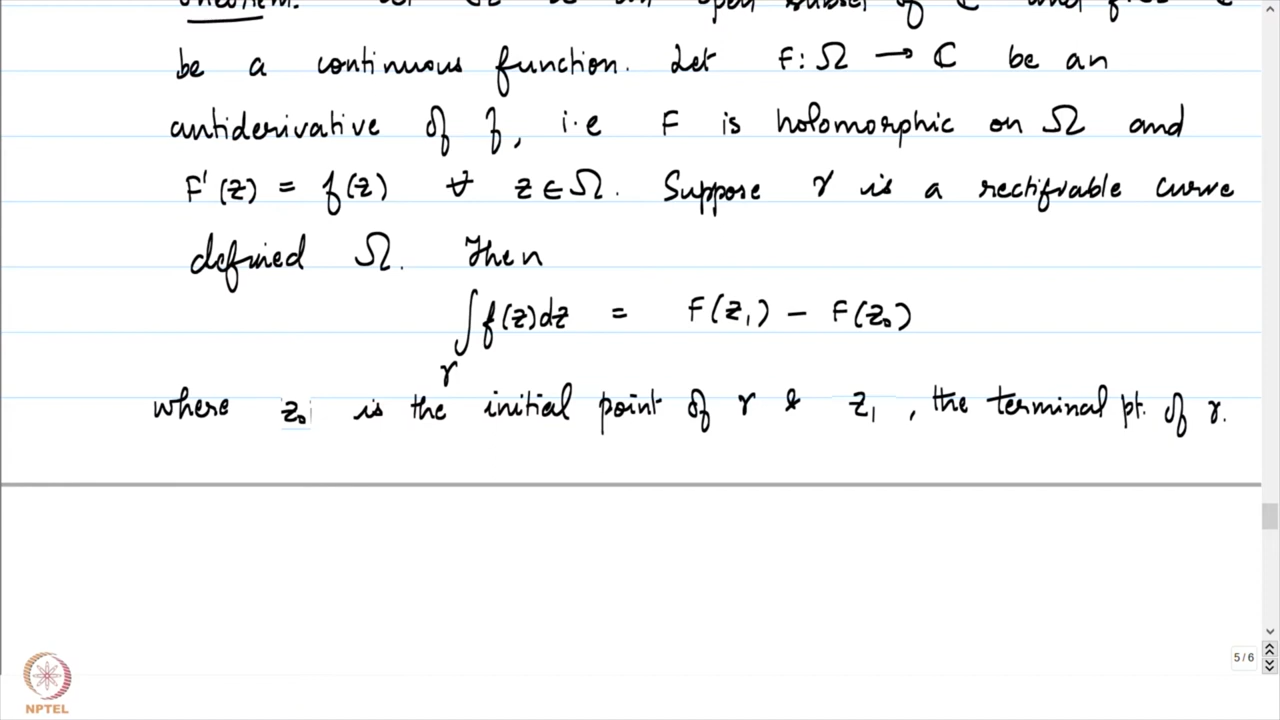 be a continuous function. Let F: Ω → ℂ be an
antiderivative of f, i.e F is holomorphic on Ω and
F'(z) = f(z) ∀ z ∈ Ω. Suppose γ is a rectifiable curve
defined Ω. Then
∫_γ f(z)dz = F(z₁) − F(z₀)
where z₀ is the initial point of γ & z₁, the terminal pt. of γ.
5 / 6
NPTEL